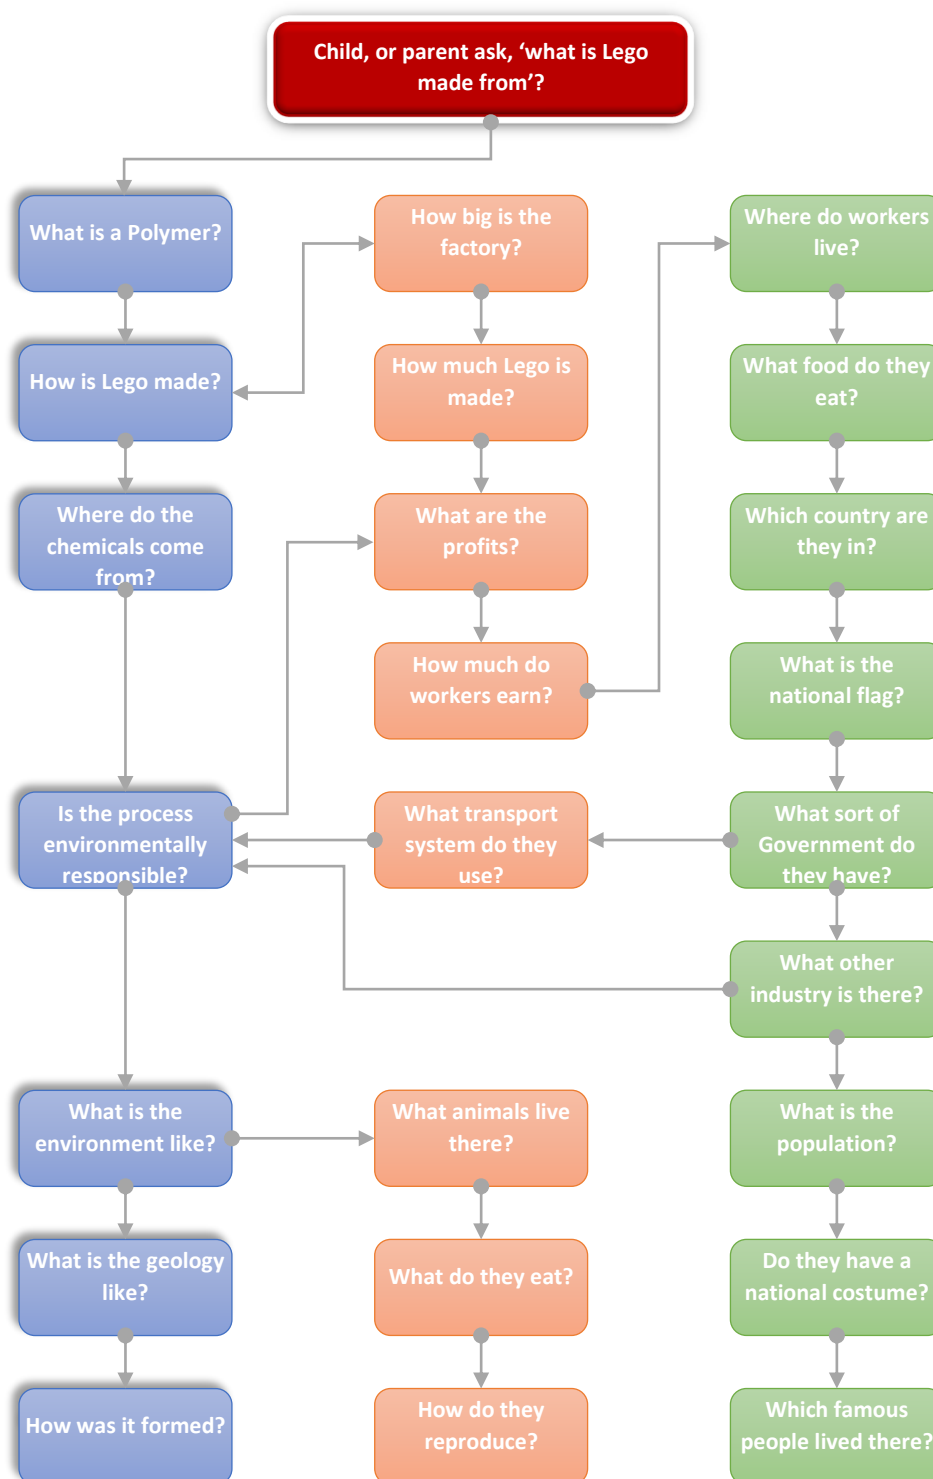 Child, or parent ask, ‘what is Lego
made from’?
What is a Polymer?
How is Lego made?
Where do the
chemicals come
from?
Is the process
environmentally
responsible?
What is the
environment like?
What is the geology
like?
How was it formed?
How big is the
factory?
How much Lego is
made?
What are the
profits?
How much do
workers earn?
What transport
system do they
use?
What animals live
there?
What do they eat?
How do they
reproduce?
Where do workers
live?
What food do they
eat?
Which country are
they in?
What is the
national flag?
What sort of
Government do
they have?
What other
industry is there?
What is the
population?
Do they have a
national costume?
Which famous
people lived there?